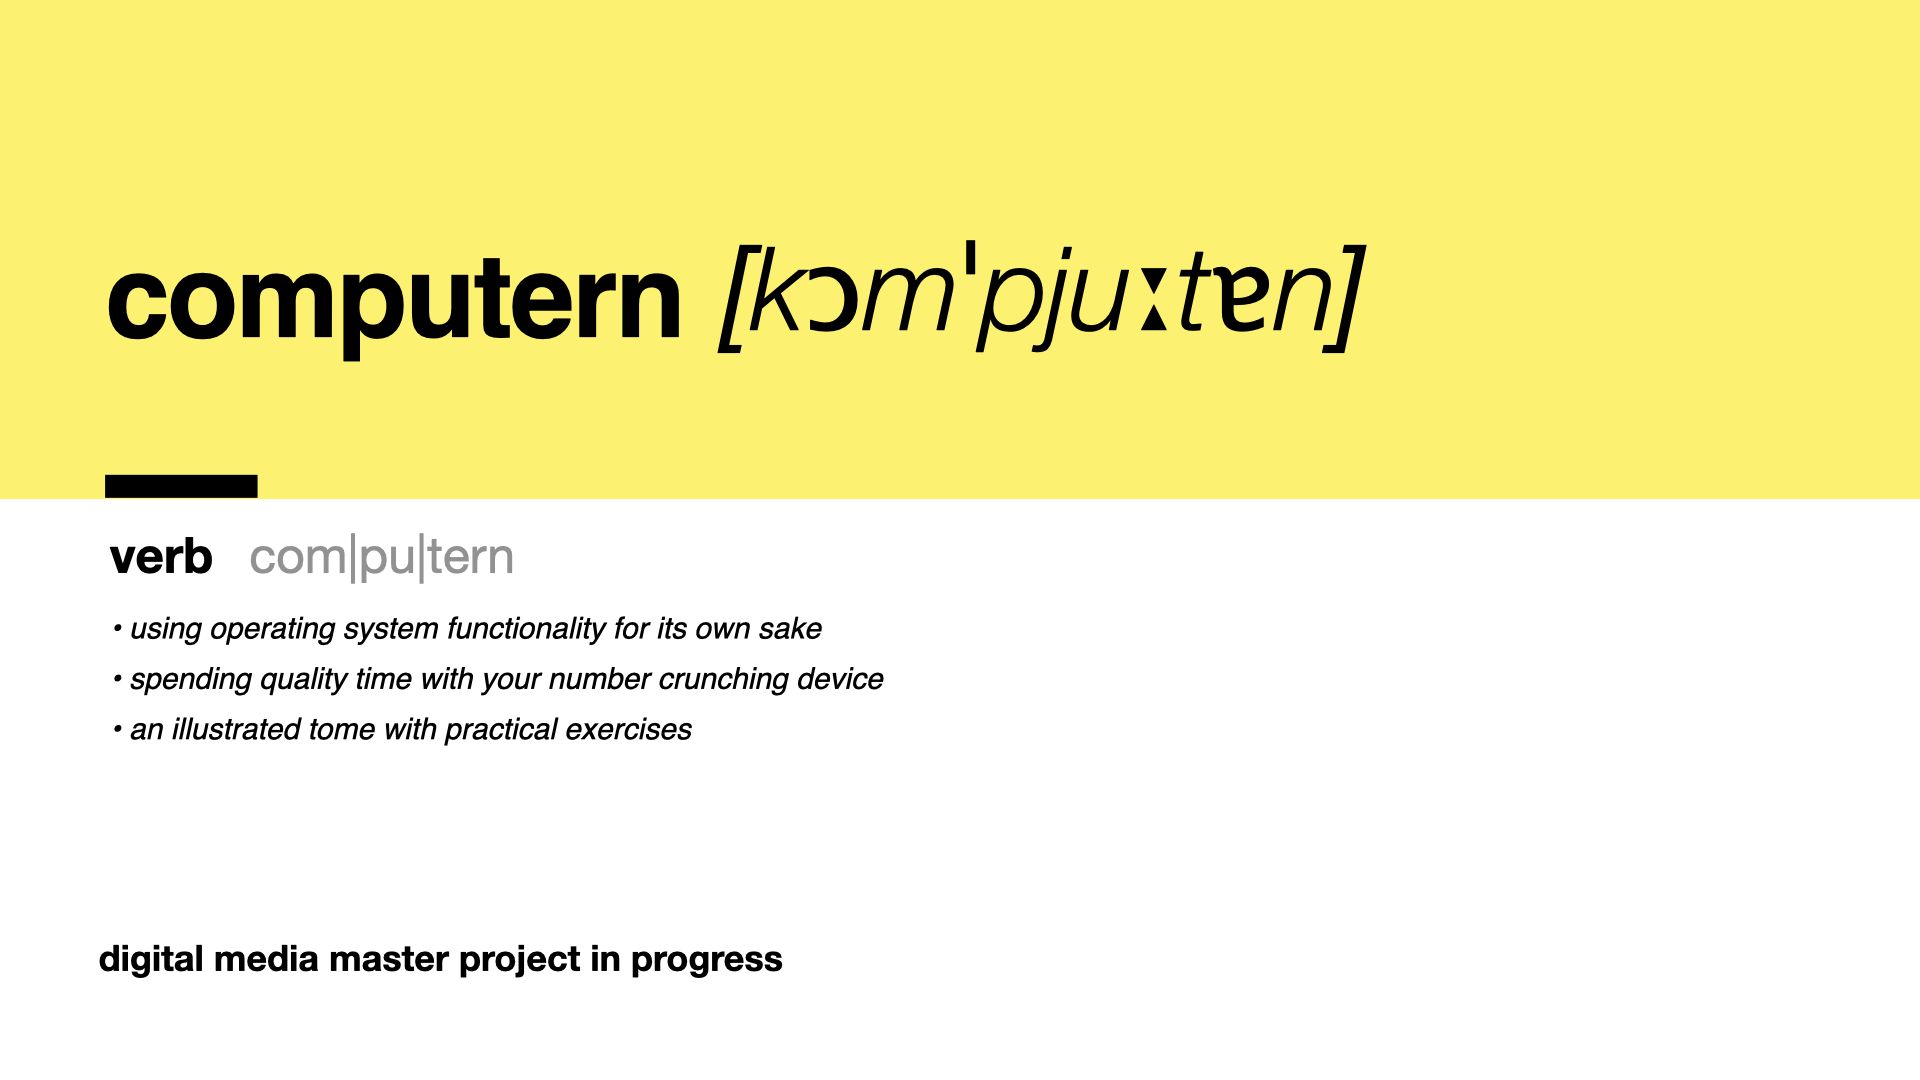 computern [kɔmˈpjuːtɐn]
verb com|pu|tern
• using operating system functionality for its own sake
• spending quality time with your number crunching device
• an illustrated tome with practical exercises
digital media master project in progress